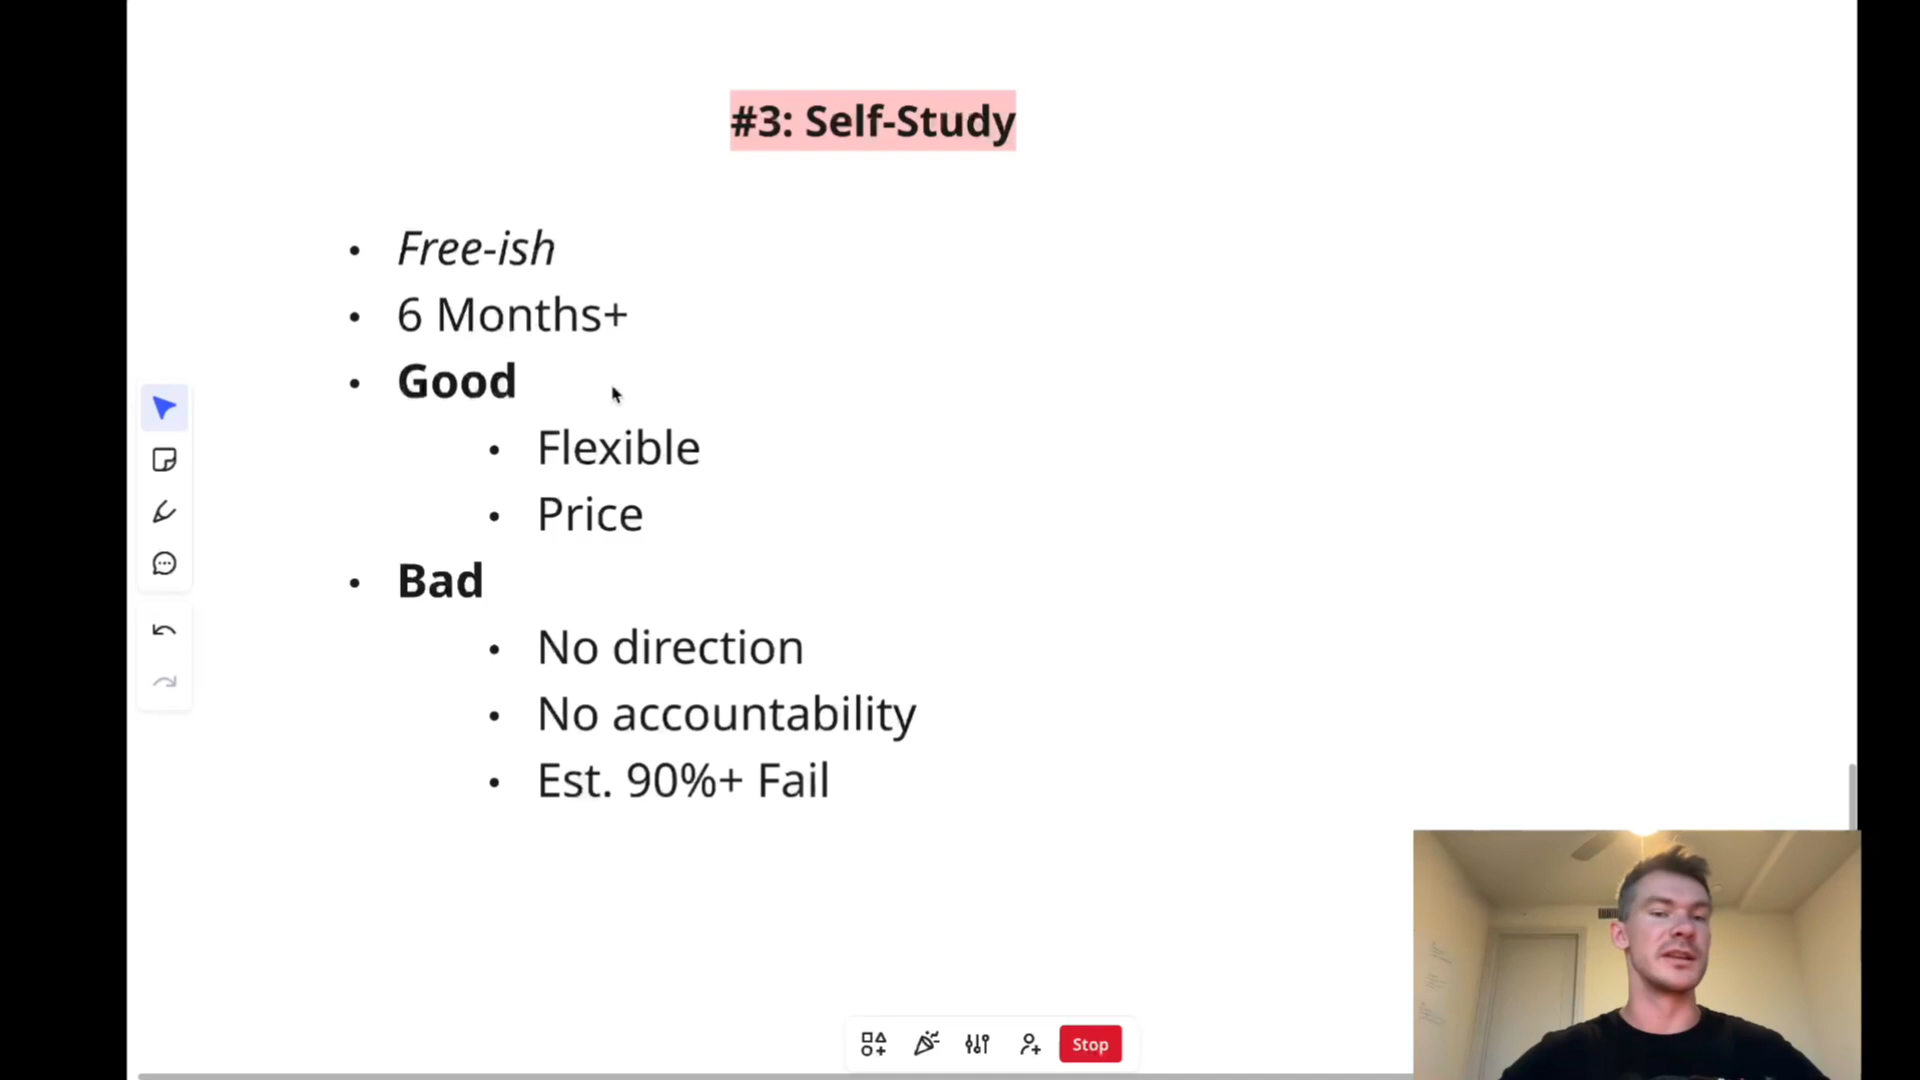 #3: Self-Study
Free-ish
6 Months+
Good
Flexible
Price
Bad
No direction
No accountability
Est. 90%+ Fail
Stop